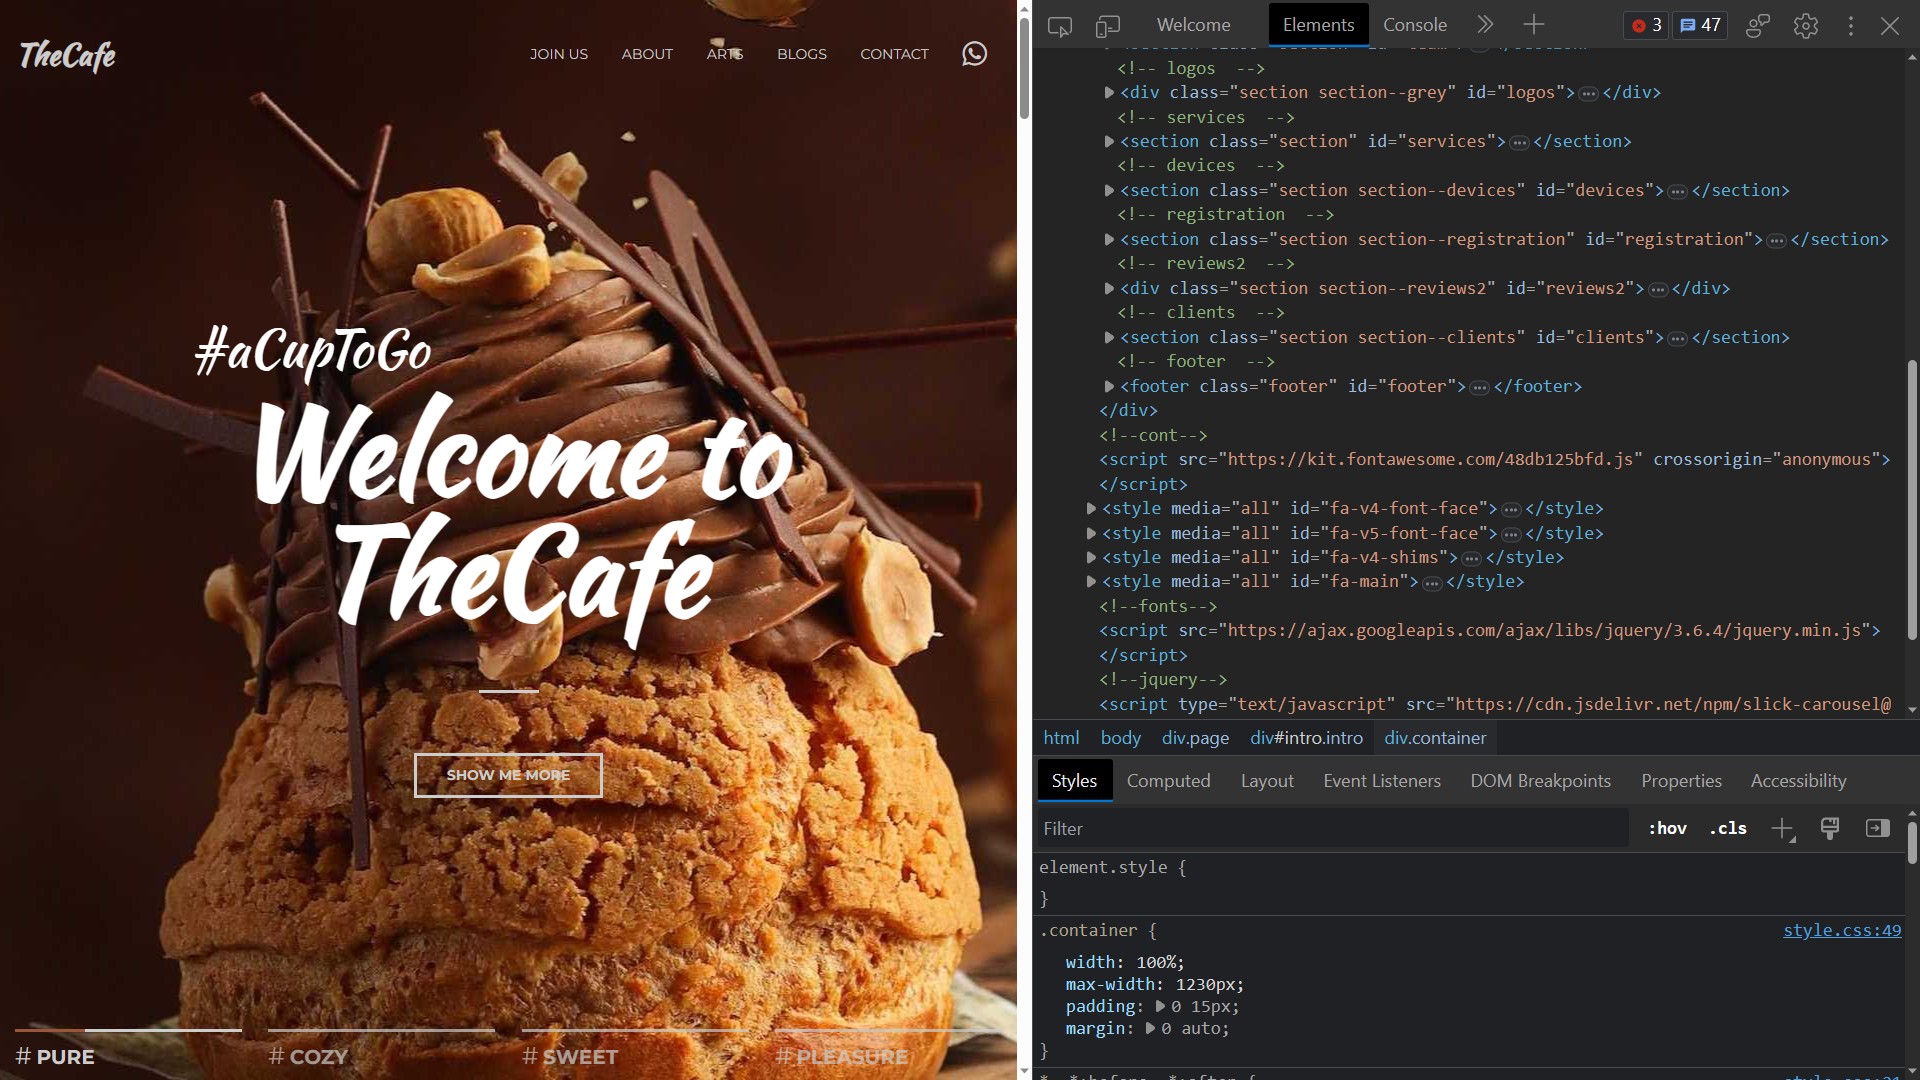 TheCafe
JOIN US
ABOUT
ARTS
BLOGS
CONTACT
#aCupToGo
Welcome to
TheCafe
SHOW ME MORE
# PURE
# COZY
# SWEET
# PLEASURE
Welcome
Elements
Console
3
47
<!-- logos  -->
<div class="section section--grey" id="logos"> ••• </div>
<!-- services  -->
<section class="section" id="services"> ••• </section>
<!-- devices  -->
<section class="section section--devices" id="devices"> ••• </section>
<!-- registration  -->
<section class="section section--registration" id="registration"> ••• </section>
<!-- reviews2  -->
<div class="section section--reviews2" id="reviews2"> ••• </div>
<!-- clients  -->
<section class="section section--clients" id="clients"> ••• </section>
<!-- footer  -->
<footer class="footer" id="footer"> ••• </footer>
</div>
<!--cont-->
<script src="https://kit.fontawesome.com/48db125bfd.js" crossorigin="anonymous">
</script>
<style media="all" id="fa-v4-font-face"> ••• </style>
<style media="all" id="fa-v5-font-face"> ••• </style>
<style media="all" id="fa-v4-shims"> ••• </style>
<style media="all" id="fa-main"> ••• </style>
<!--fonts-->
<script src="https://ajax.googleapis.com/ajax/libs/jquery/3.6.4/jquery.min.js">
</script>
<!--jquery-->
<script type="text/javascript" src="https://cdn.jsdelivr.net/npm/slick-carousel@
html
body
div.page
div#intro.intro
div.container
Styles
Computed
Layout
Event Listeners
DOM Breakpoints
Properties
Accessibility
Filter
:hov
.cls
element.style {
}
.container {
style.css:49
width: 100%;
max-width: 1230px;
padding: 0 15px;
margin: 0 auto;
}